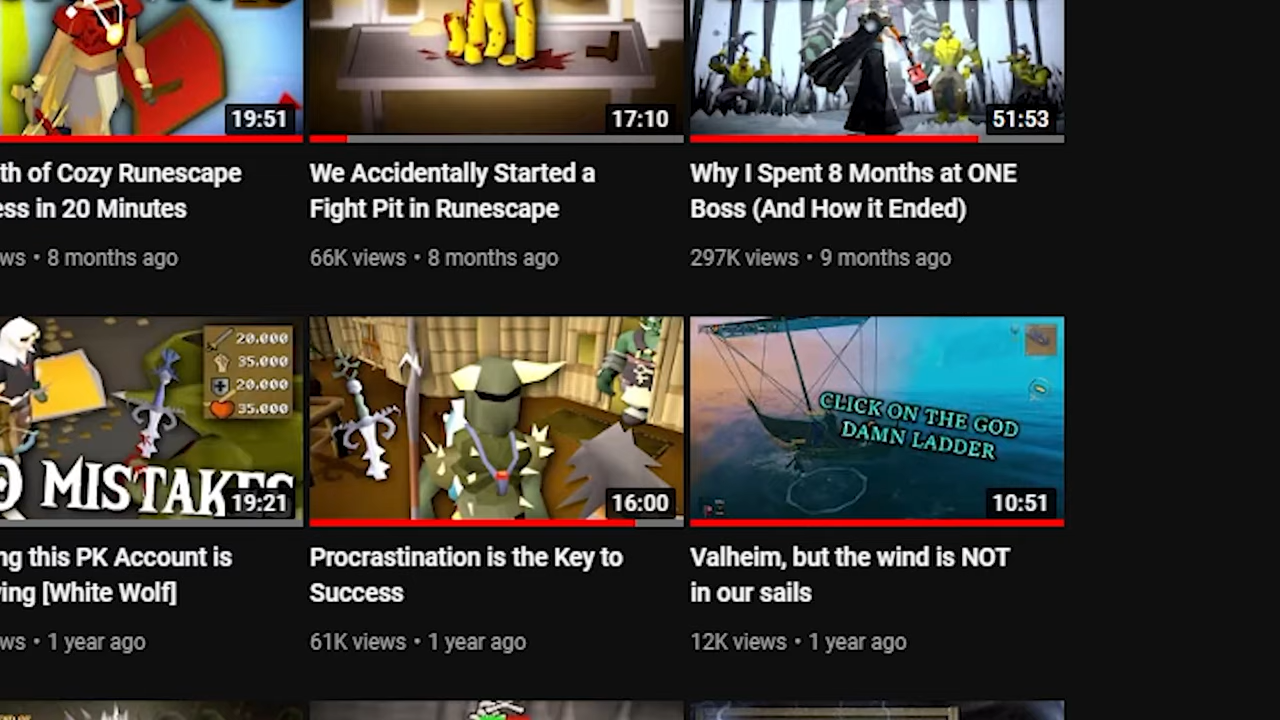 19:51
17:10
51:53
th of Cozy Runescape
ess in 20 Minutes
We Accidentally Started a
Fight Pit in Runescape
Why I Spent 8 Months at ONE
Boss (And How it Ended)
ws • 8 months ago
66K views • 8 months ago
297K views • 9 months ago
20,000
35,000
20,000
35,000
MISTAKES
CLICK ON THE GOD
DAMN LADDER
19:21
16:00
10:51
ng this PK Account is
ing [White Wolf]
Procrastination is the Key to
Success
Valheim, but the wind is NOT
in our sails
ws • 1 year ago
61K views • 1 year ago
12K views • 1 year ago